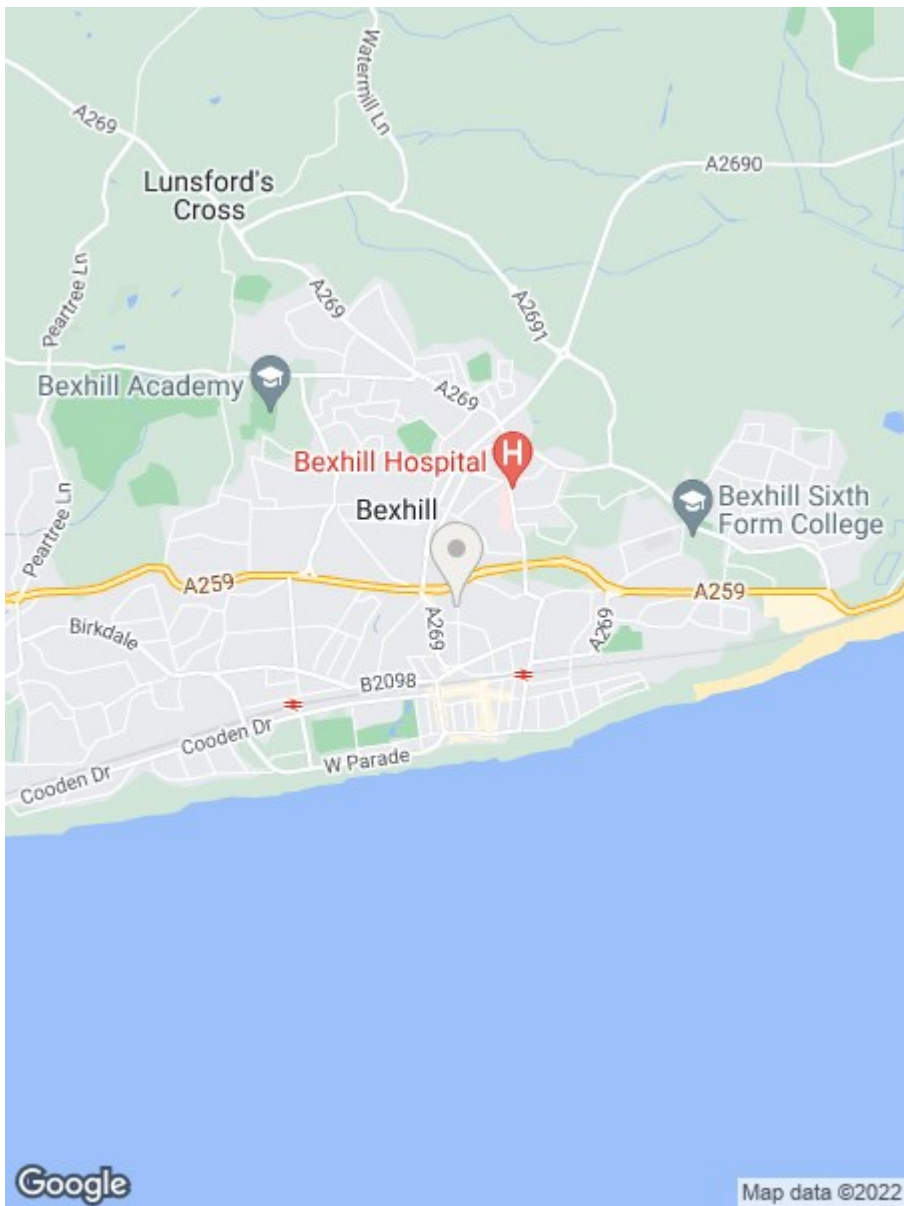 Watermill Ln
A269
A2690
Lunsford's
Cross
Peartree Ln
A269
A2691
Bexhill Academy
A269
Bexhill Hospital
H
Bexhill
Bexhill Sixth
Form College
Peartree Ln
A259
A259
Birkdale
A269
A269
B2098
Cooden Dr
W Parade
Cooden Dr
Google
Map data ©2022